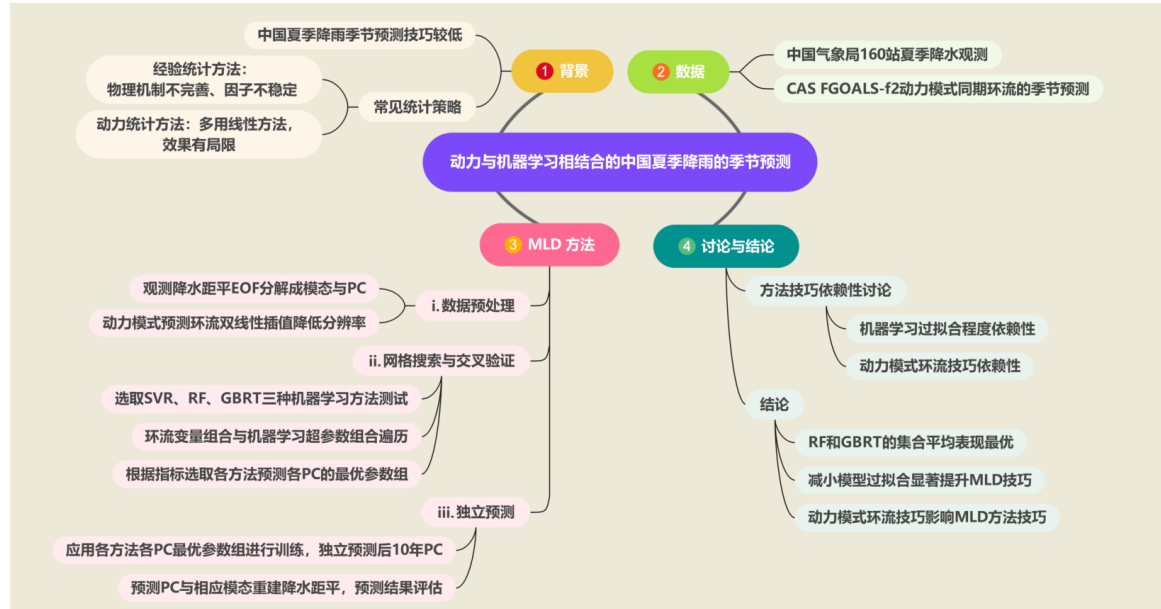 动力与机器学习相结合的中国夏季降雨的季节预测
1 背景
中国夏季降雨季节预测技巧较低
常见统计策略
经验统计方法：
物理机制不完善、因子不稳定
动力统计方法：多用线性方法，
效果有局限
2 数据
中国气象局160站夏季降水观测
CAS FGOALS-f2动力模式同期环流的季节预测
3 MLD 方法
i. 数据预处理
观测降水距平EOF分解成模态与PC
动力模式预测环流双线性插值降低分辨率
ii. 网格搜索与交叉验证
选取SVR、RF、GBRT三种机器学习方法测试
环流变量组合与机器学习超参数组合遍历
根据指标选取各方法预测各PC的最优参数组
iii. 独立预测
应用各方法各PC最优参数组进行训练，独立预测后10年PC
预测PC与相应模态重建降水距平，预测结果评估
4 讨论与结论
方法技巧依赖性讨论
机器学习过拟合程度依赖性
动力模式环流技巧依赖性
结论
RF和GBRT的集合平均表现最优
减小模型过拟合显著提升MLD技巧
动力模式环流技巧影响MLD方法技巧